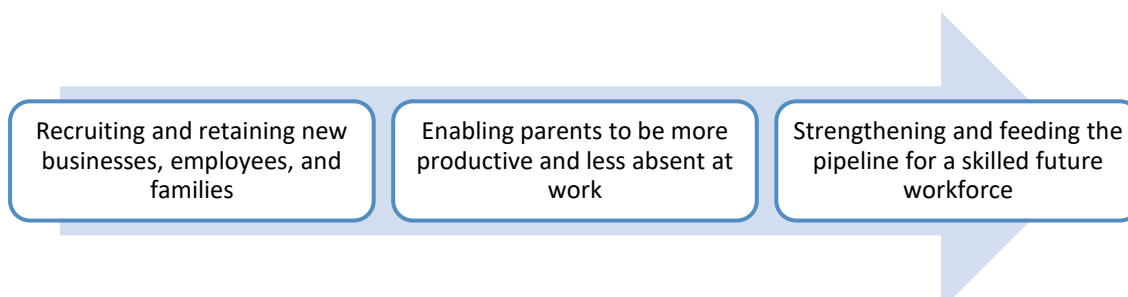 Recruiting and retaining new
businesses, employees, and
families
Enabling parents to be more
productive and less absent at
work
Strengthening and feeding the
pipeline for a skilled future
workforce